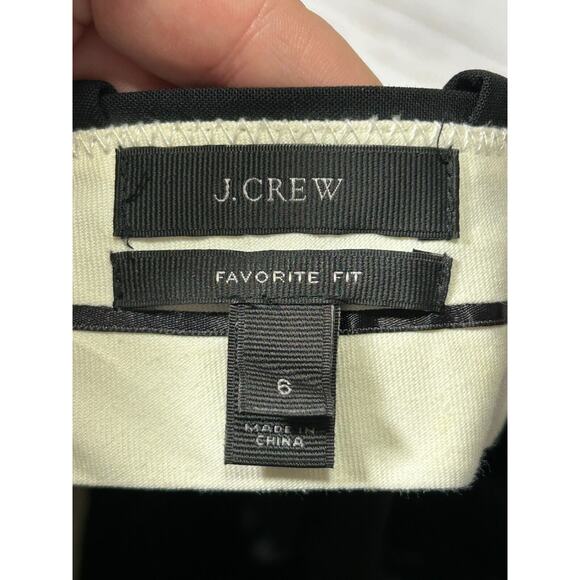 J.CREW
FAVORITE FIT
6
MADE IN
CHINA